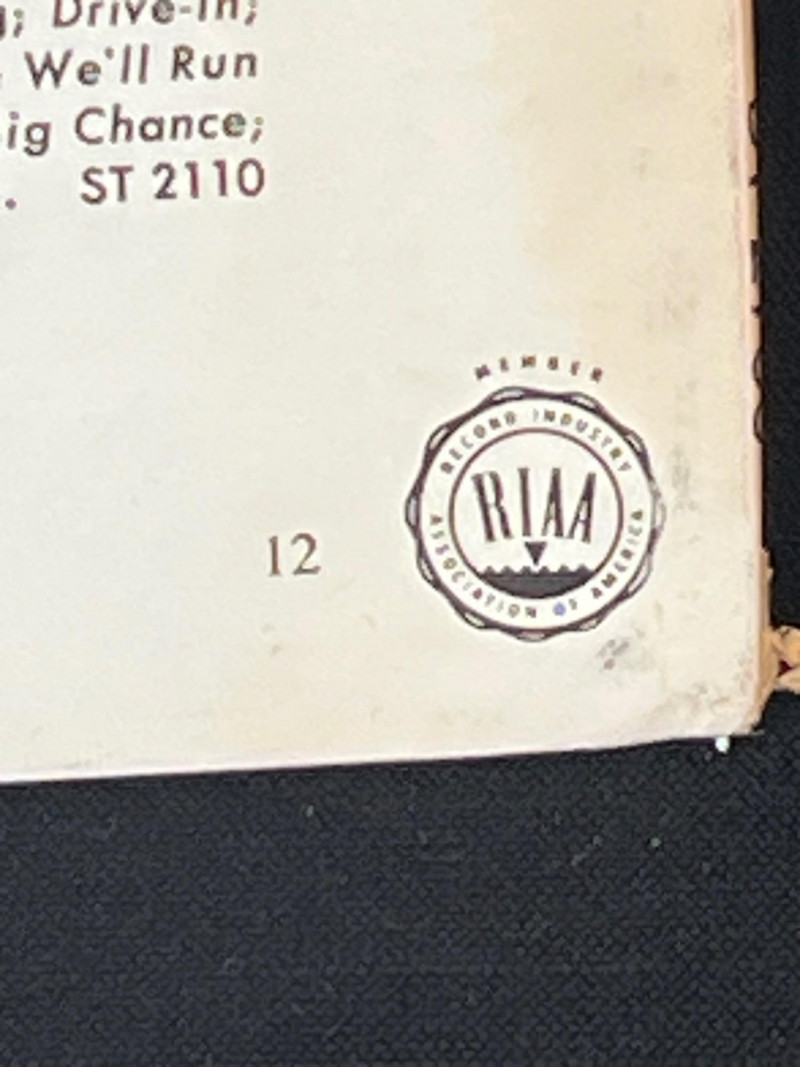 ; Drive-In;
We'll Run
ig Chance;
. ST 2110
MEMBER
RECORD INDUSTRY
RIAA
ASSOCIATION OF AMERICA
12